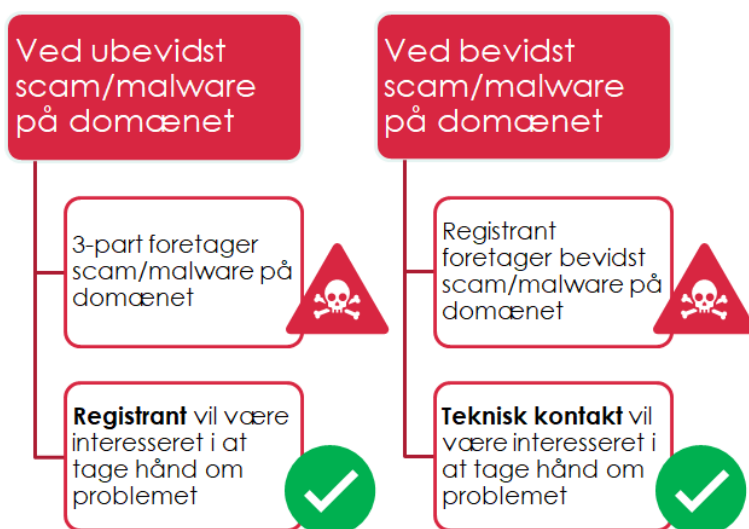 Ved ubevidst
scam/malware
på domænet
3-part foretager
scam/malware på
domænet
Registrant vil være
interesseret i at
tage hånd om
problemet
Ved bevidst
scam/malware
på domænet
Registrant
foretager bevidst
scam/malware på
domænet
Teknisk kontakt vil
være interesseret i
at tage hånd om
problemet